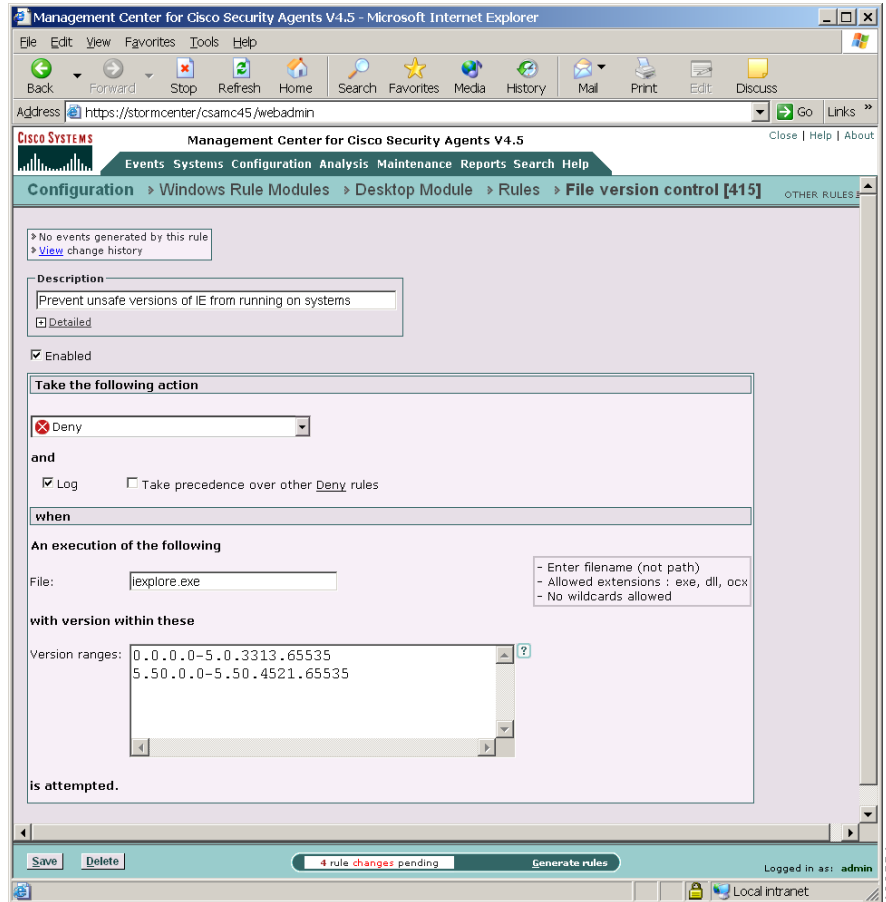 Management Center for Cisco Security Agents V4.5 - Microsoft Internet Explorer
File Edit View Favorites Tools Help
Back Forward Stop Refresh Home Search Favorites Media History Mail Print Edit Discuss
Address https://stormcenter/csamc45/webadmin Go Links »
CISCO SYSTEMS
Management Center for Cisco Security Agents V4.5
Close | Help | About
Events Systems Configuration Analysis Maintenance Reports Search Help
Configuration > Windows Rule Modules > Desktop Module > Rules > File version control [415]
OTHER RULES
> No events generated by this rule
> View change history
Description
Prevent unsafe versions of IE from running on systems
+ Detailed
Enabled
Take the following action
Deny
and
Log Take precedence over other Deny rules
when
An execution of the following
File: iexplore.exe
- Enter filename (not path)
- Allowed extensions : exe, dll, ocx
- No wildcards allowed
with version within these
Version ranges: 0.0.0.0-5.0.3313.65535 ?
5.50.0.0-5.50.4521.65535
is attempted.
Save Delete 4 rule changes pending Generate rules
Logged in as: admin
Local intranet